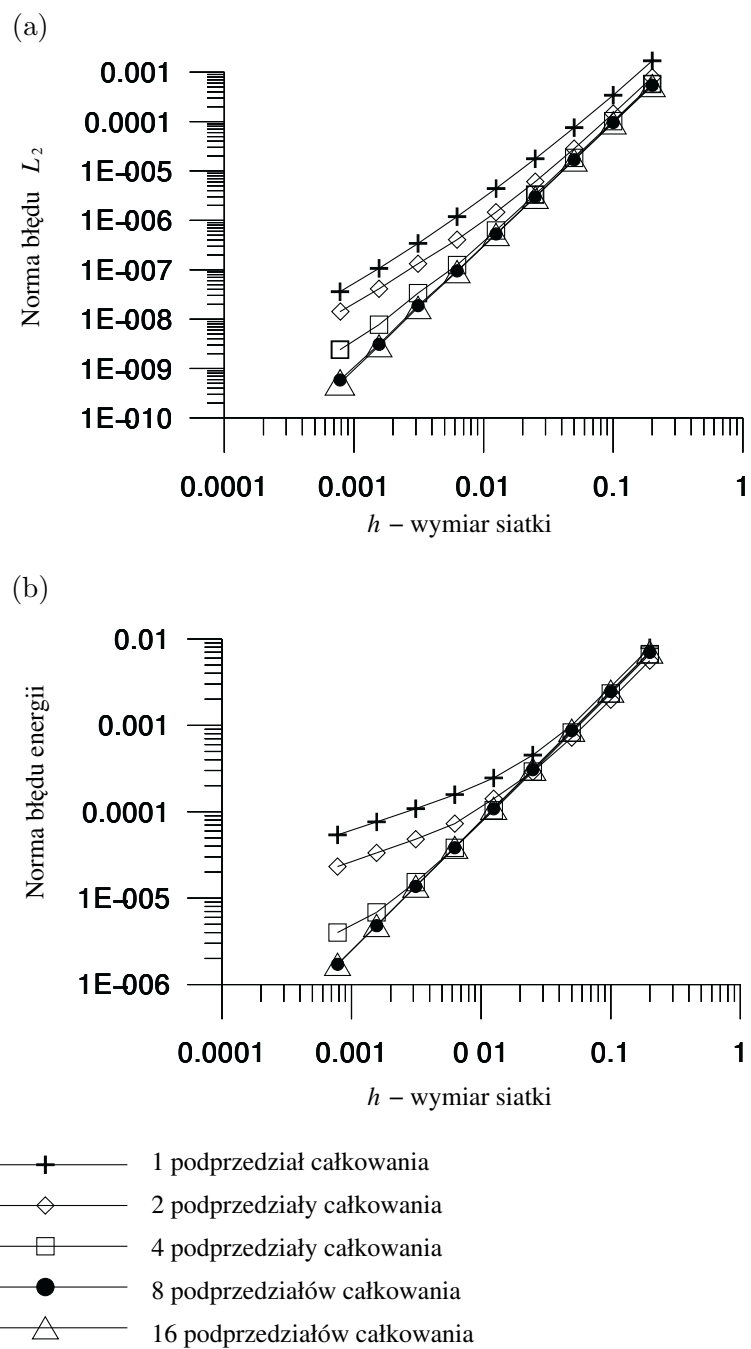 (a)
Norma błędu L₂
0.001
0.0001
1E-005
1E-006
1E-007
1E-008
1E-009
1E-010
0.0001 0.001 0.01 0.1 1
h – wymiar siatki
(b)
Norma błędu energii
0.01
0.001
0.0001
1E-005
1E-006
0.0001 0.001 0 01 0.1 1
h – wymiar siatki
1 podprzedział całkowania
2 podprzedziały całkowania
4 podprzedziały całkowania
8 podprzedziałów całkowania
16 podprzedziałów całkowania